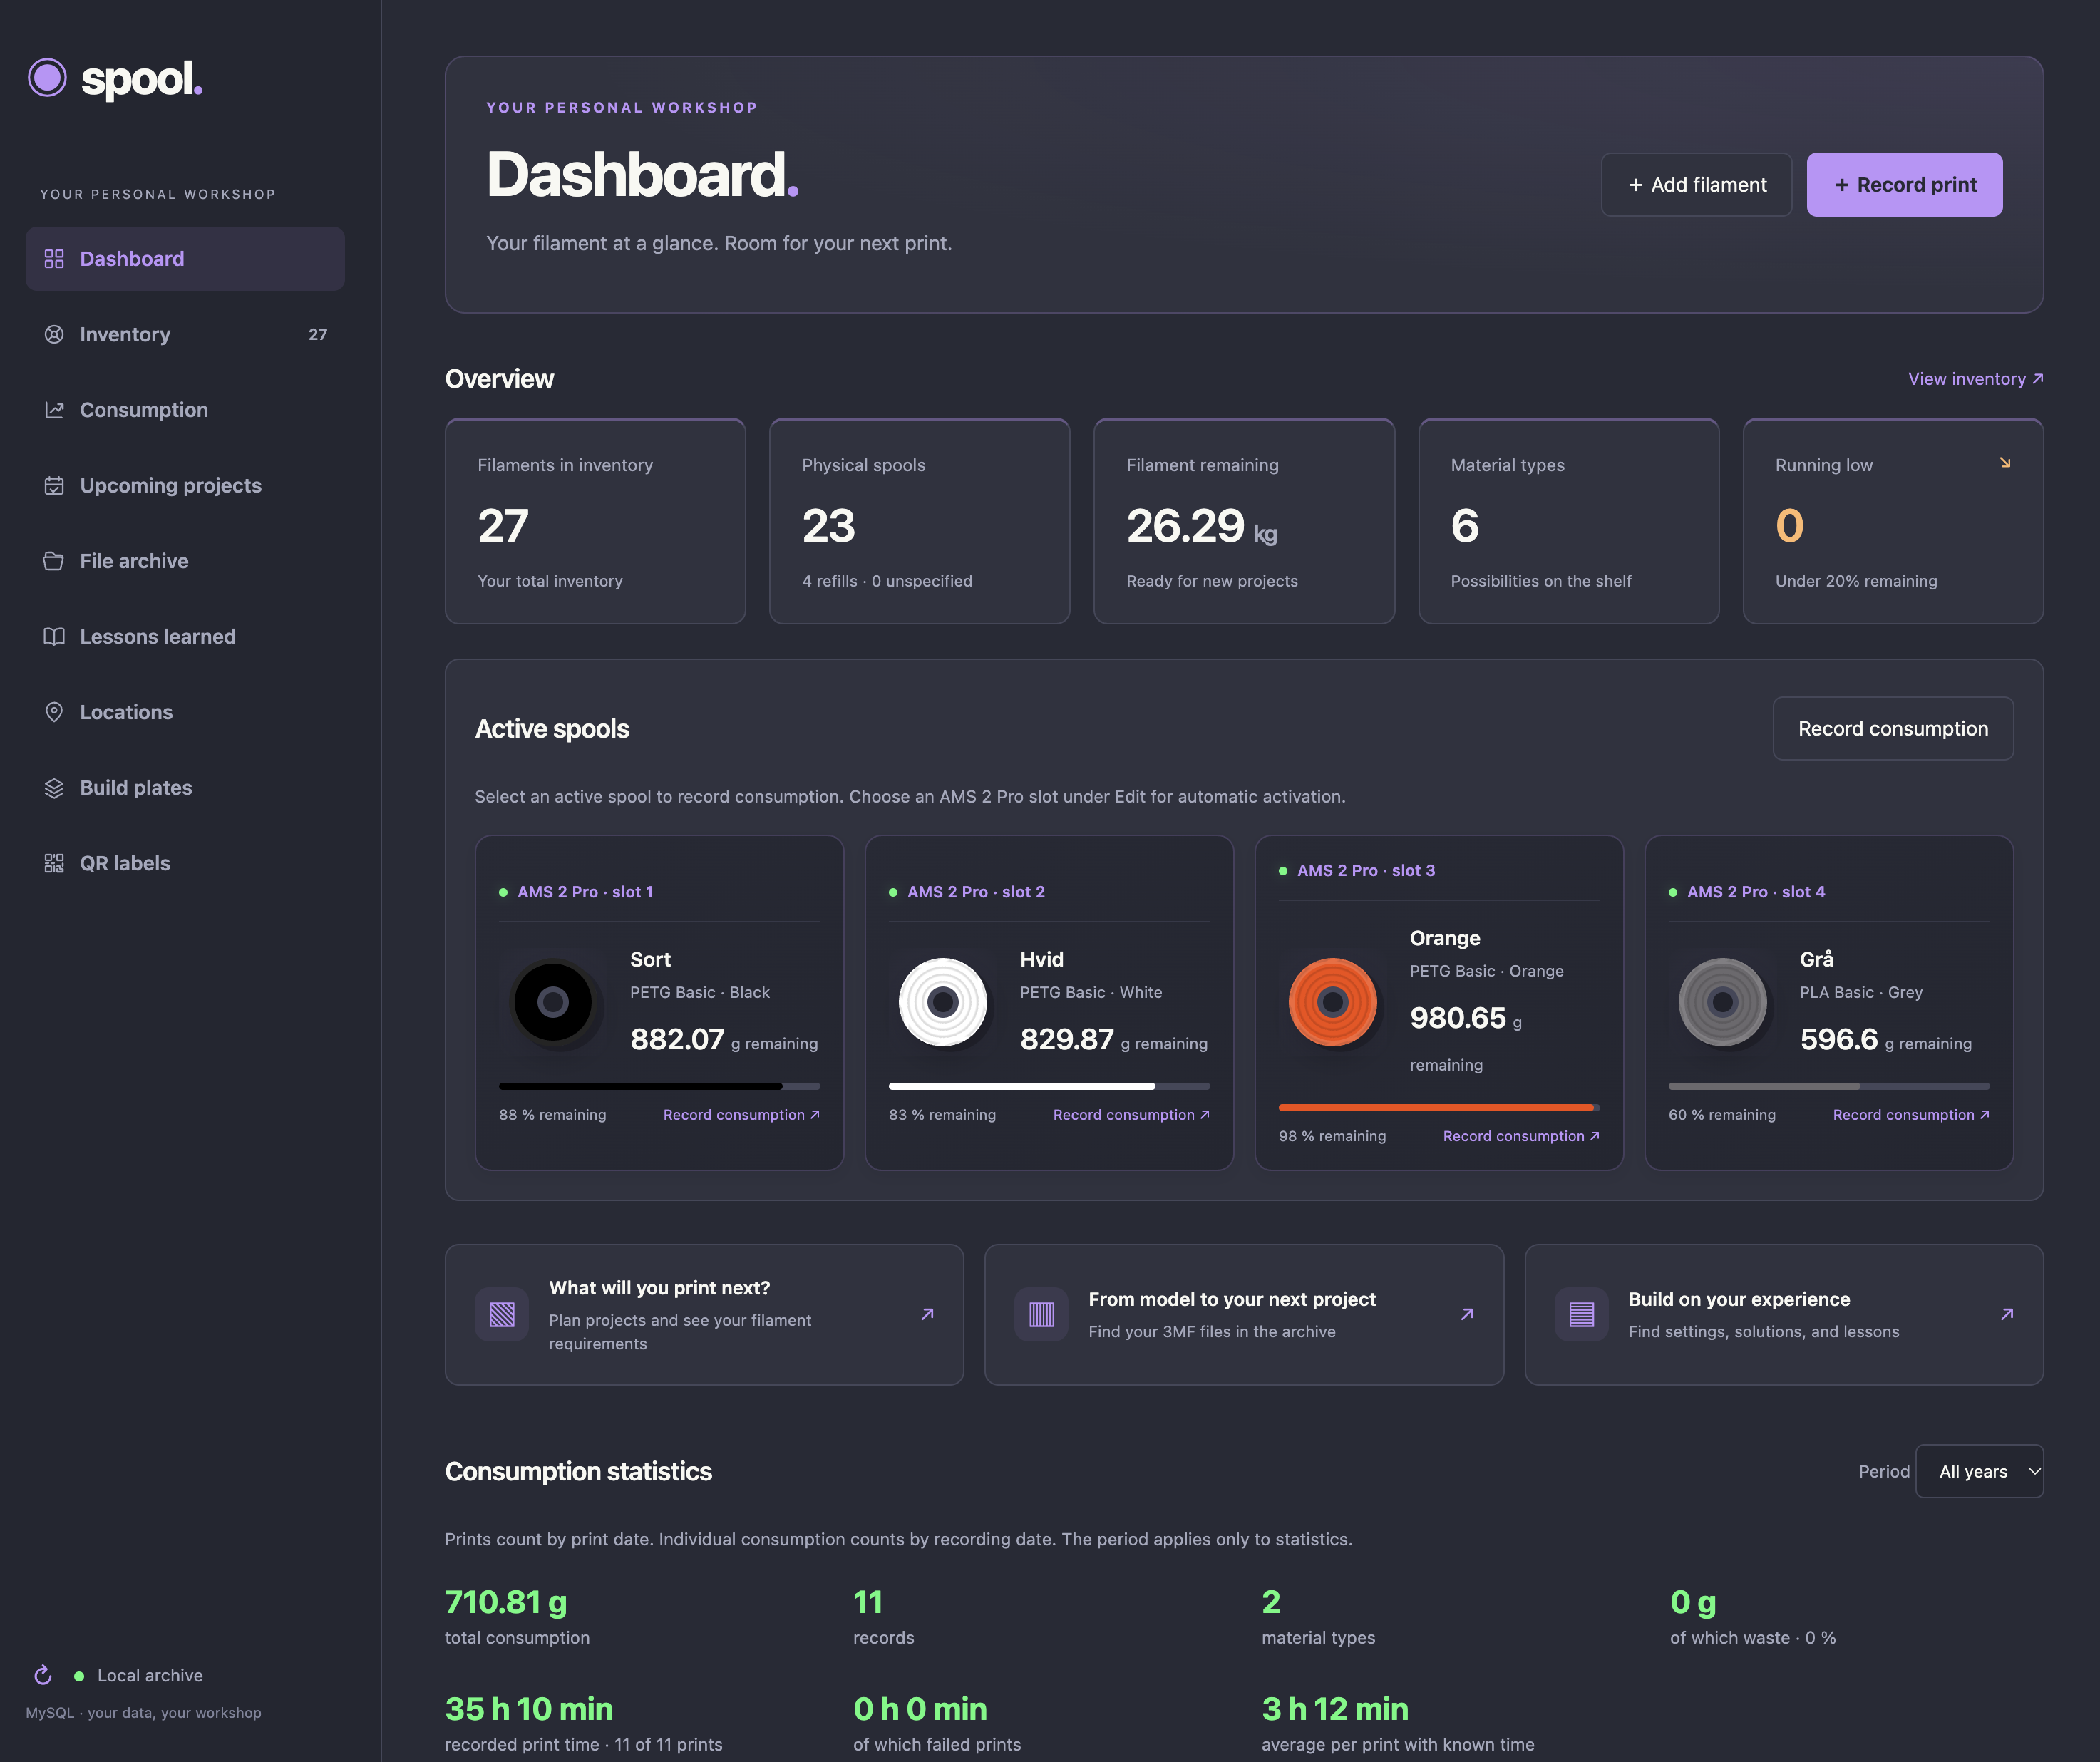 spool.
YOUR PERSONAL WORKSHOP
Dashboard
Inventory 27
Consumption
Upcoming projects
File archive
Lessons learned
Locations
Build plates
QR labels
Local archive
MySQL · your data, your workshop
YOUR PERSONAL WORKSHOP
Dashboard.
Your filament at a glance. Room for your next print.
+ Add filament
+ Record print
Overview
View inventory ↗
Filaments in inventory
27
Your total inventory
Physical spools
23
4 refills · 0 unspecified
Filament remaining
26.29 kg
Ready for new projects
Material types
6
Possibilities on the shelf
Running low ↘
0
Under 20% remaining
Active spools
Record consumption
Select an active spool to record consumption. Choose an AMS 2 Pro slot under Edit for automatic activation.
AMS 2 Pro · slot 1
Sort
PETG Basic · Black
882.07 g remaining
88 % remaining
Record consumption ↗
AMS 2 Pro · slot 2
Hvid
PETG Basic · White
829.87 g remaining
83 % remaining
Record consumption ↗
AMS 2 Pro · slot 3
Orange
PETG Basic · Orange
980.65 g
remaining
98 % remaining
Record consumption ↗
AMS 2 Pro · slot 4
Grå
PLA Basic · Grey
596.6 g remaining
60 % remaining
Record consumption ↗
What will you print next?
Plan projects and see your filament
requirements
↗
From model to your next project
Find your 3MF files in the archive
↗
Build on your experience
Find settings, solutions, and lessons
↗
Consumption statistics
Period All years
Prints count by print date. Individual consumption counts by recording date. The period applies only to statistics.
710.81 g
total consumption
11
records
2
material types
0 g
of which waste · 0 %
35 h 10 min
recorded print time · 11 of 11 prints
0 h 0 min
of which failed prints
3 h 12 min
average per print with known time